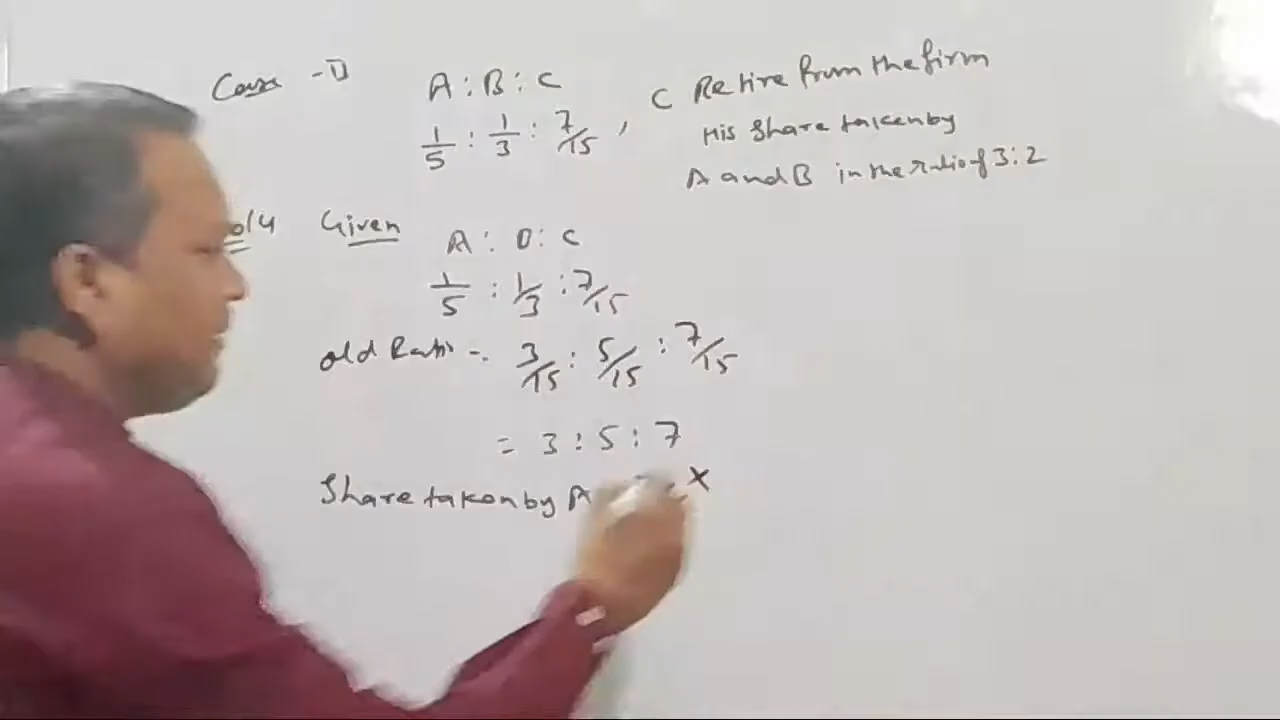 Case - II
A : B : C
1/5 : 1/3 : 7/15 , C Retire from the firm
His Share taken by
A and B in the ratio of 3:2
Given
A : B : C
1/5 : 1/3 : 7/15
old Ratio -. 3/15 : 5/15 : 7/15
= 3 : 5 : 7
Share taken by A x